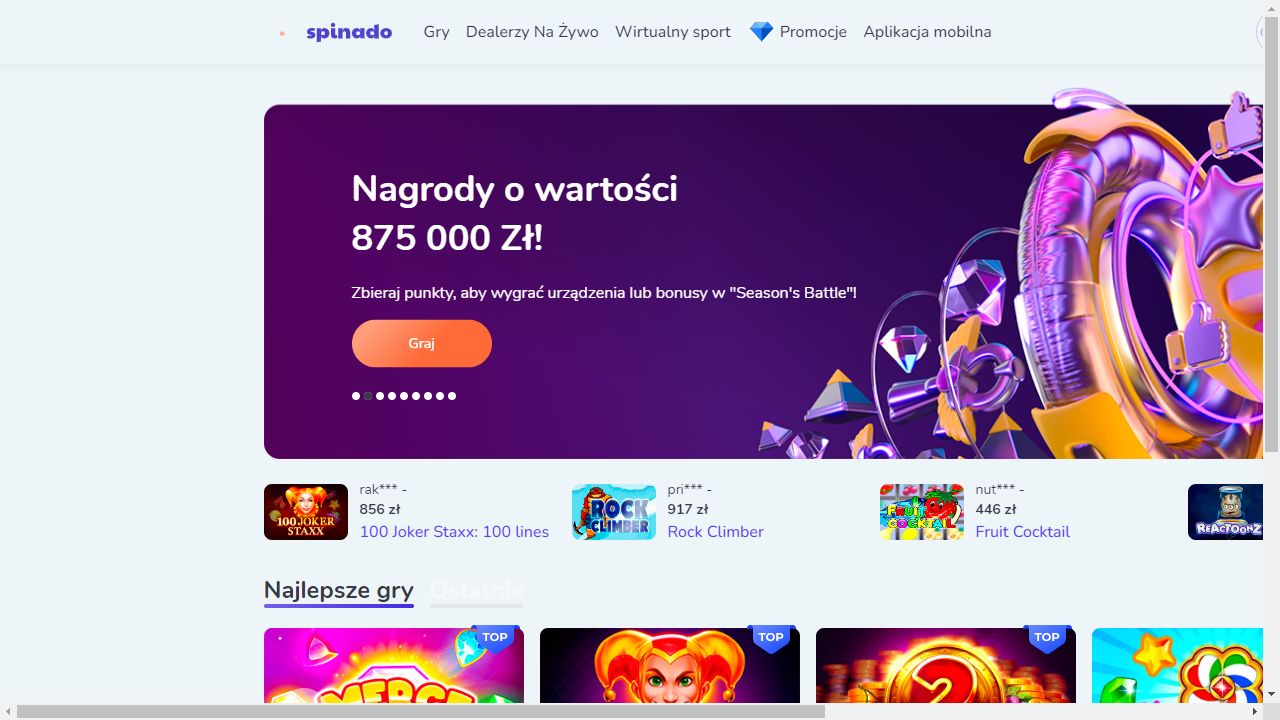 spinado Gry Dealerzy Na Żywo Wirtualny sport Promocje Aplikacja mobilna
Nagrody o wartości
875 000 Zł!
Zbieraj punkty, aby wygrać urządzenia lub bonusy w "Season's Battle"!
Graj
rak*** -
856 zł
100 Joker Staxx: 100 lines
100 JOKER
STAXX
pri*** -
917 zł
Rock Climber
ROCK
CLIMBER
nut*** -
446 zł
Fruit Cocktail
FRUIT
COCKTAIL
REACTOONZ
Najlepsze gry Ostatnie
TOP
TOP
TOP
MERGE
2